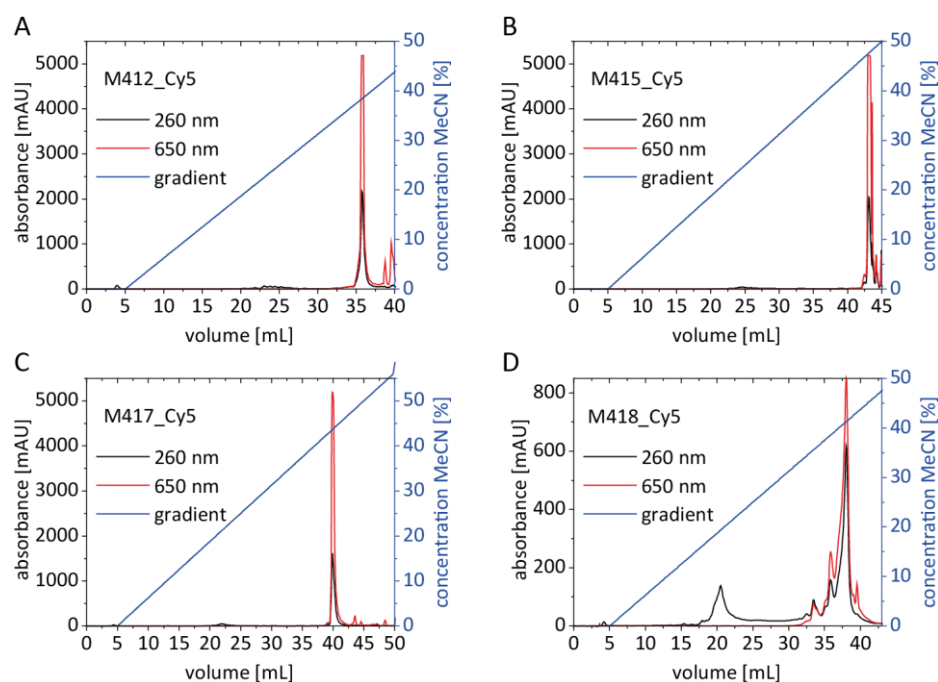 A
B
M412_Cy5
260 nm
650 nm
gradient
absorbance [mAU]
0
1000
2000
3000
4000
5000
volume [mL]
0 5 10 15 20 25 30 35 40
concentration MeCN [%]
0
10
20
30
40
50
M415_Cy5
260 nm
650 nm
gradient
absorbance [mAU]
0
1000
2000
3000
4000
5000
volume [mL]
0 5 10 15 20 25 30 35 40 45
concentration MeCN [%]
0
10
20
30
40
50
C
D
M417_Cy5
260 nm
650 nm
gradient
absorbance [mAU]
0
1000
2000
3000
4000
5000
volume [mL]
0 5 10 15 20 25 30 35 40 45 50
concentration MeCN [%]
0
10
20
30
40
50
M418_Cy5
260 nm
650 nm
gradient
absorbance [mAU]
0
200
400
600
800
volume [mL]
0 5 10 15 20 25 30 35 40
concentration MeCN [%]
0
10
20
30
40
50